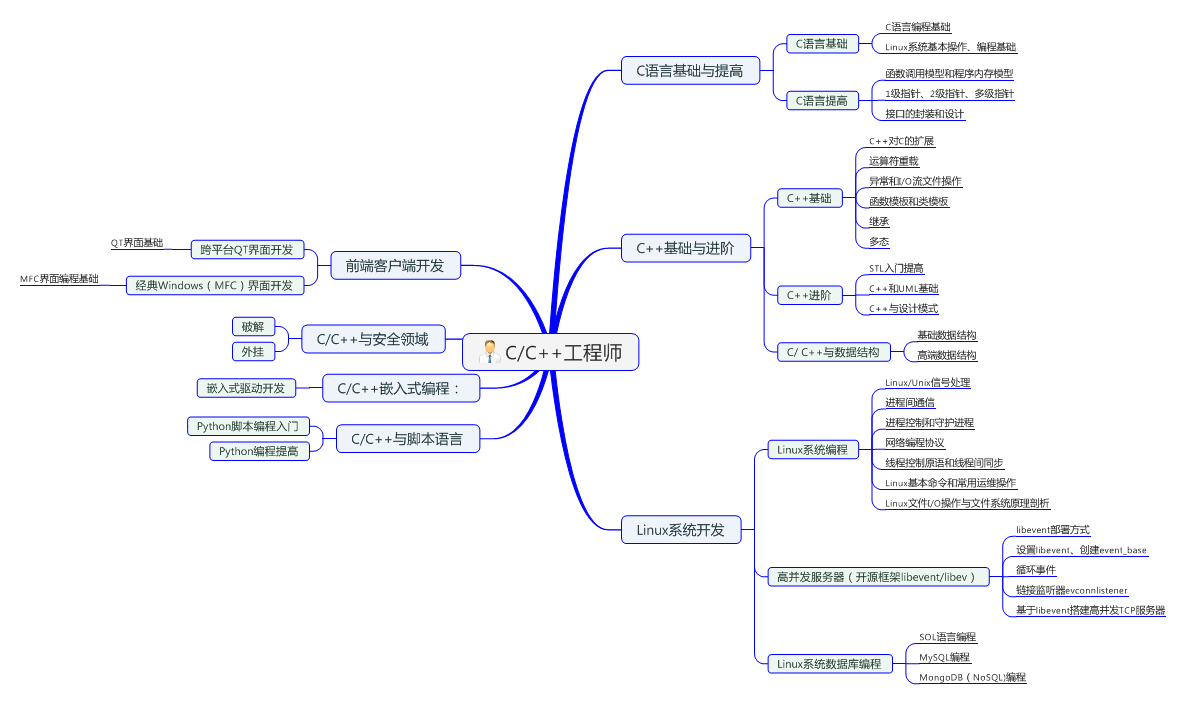 C/C++工程师
C语言基础与提高
C语言基础
C语言编程基础
Linux系统基本操作、编程基础
C语言提高
函数调用模型和程序内存模型
1级指针、2级指针、多级指针
接口的封装和设计
C++基础与进阶
C++基础
C++对C的扩展
运算符重载
异常和I/O流文件操作
函数模板和类模板
继承
多态
C++进阶
STL入门提高
C++和UML基础
C++与设计模式
C/ C++与数据结构
基础数据结构
高端数据结构
Linux系统开发
Linux系统编程
Linux/Unix信号处理
进程间通信
进程控制和守护进程
网络编程协议
线程控制原语和线程间同步
Linux基本命令和常用运维操作
Linux文件I/O操作与文件系统原理剖析
高并发服务器（开源框架libevent/libev）
libevent部署方式
设置libevent、创建event_base
循环事件
链接监听器evconnlistener
基于libevent搭建高并发TCP服务器
Linux系统数据库编程
SOL语言编程
MySQL编程
MongoDB（NoSQL)编程
前端客户端开发
跨平台QT界面开发
QT界面基础
经典Windows（MFC）界面开发
MFC界面编程基础
C/C++与安全领域
破解
外挂
C/C++嵌入式编程：
嵌入式驱动开发
C/C++与脚本语言
Python脚本编程入门
Python编程提高